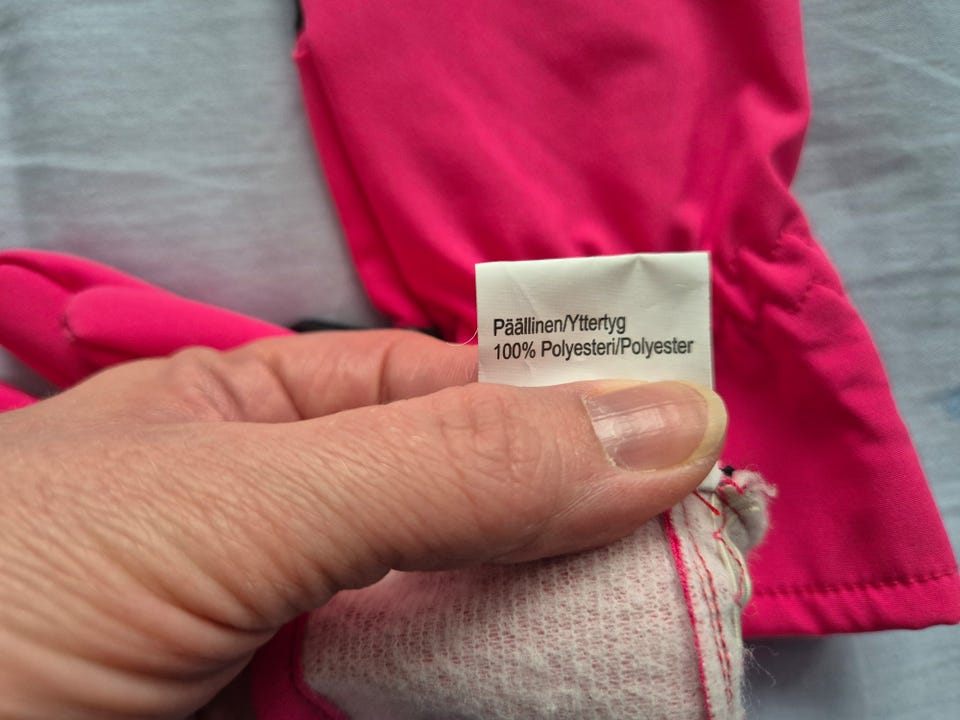 Päällinen/Yttertyg
100% Polyesteri/Polyester